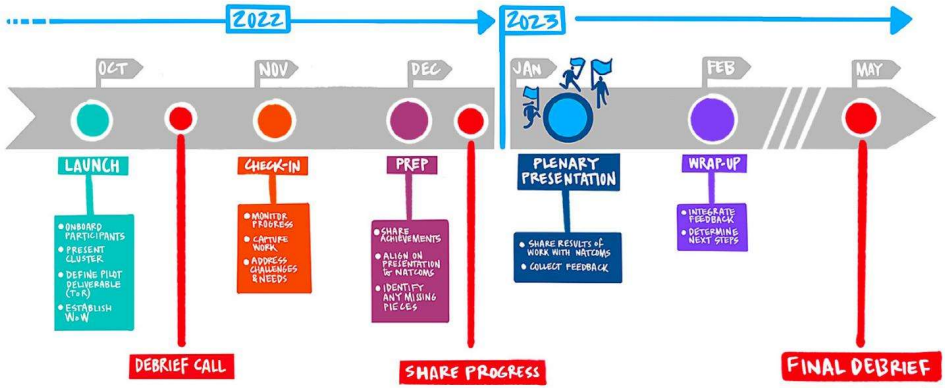 2022
2023
OCT
NOV
DEC
JAN
FEB
MAY
LAUNCH
• ONBOARD
PARTICIPANTS
• PRESENT
CLUSTER
• DEFINE PILOT
DELIVERABLE
(TOR)
• ESTABLISH
WOW
DEBRIEF CALL
CHECK-IN
• MONITOR
PROGRESS
• CAPTURE
WORK
• ADDRESS
CHALLENGES
& NEEDS
PREP
• SHARE
ACHIEVEMENTS
• ALIGN ON
PRESENTATION
to NATCOMS
• IDENTIFY
ANY MISSING
PIECES
SHARE PROGRESS
PLENARY
PRESENTATION
• SHARE RESULTS OF
WORK WITH NATCOMS
• COLLECT FEEDBACK
WRAP-UP
• INTEGRATE
FEEDBACK
• DETERMINE
NEXT STEPS
FINAL DEBRIEF